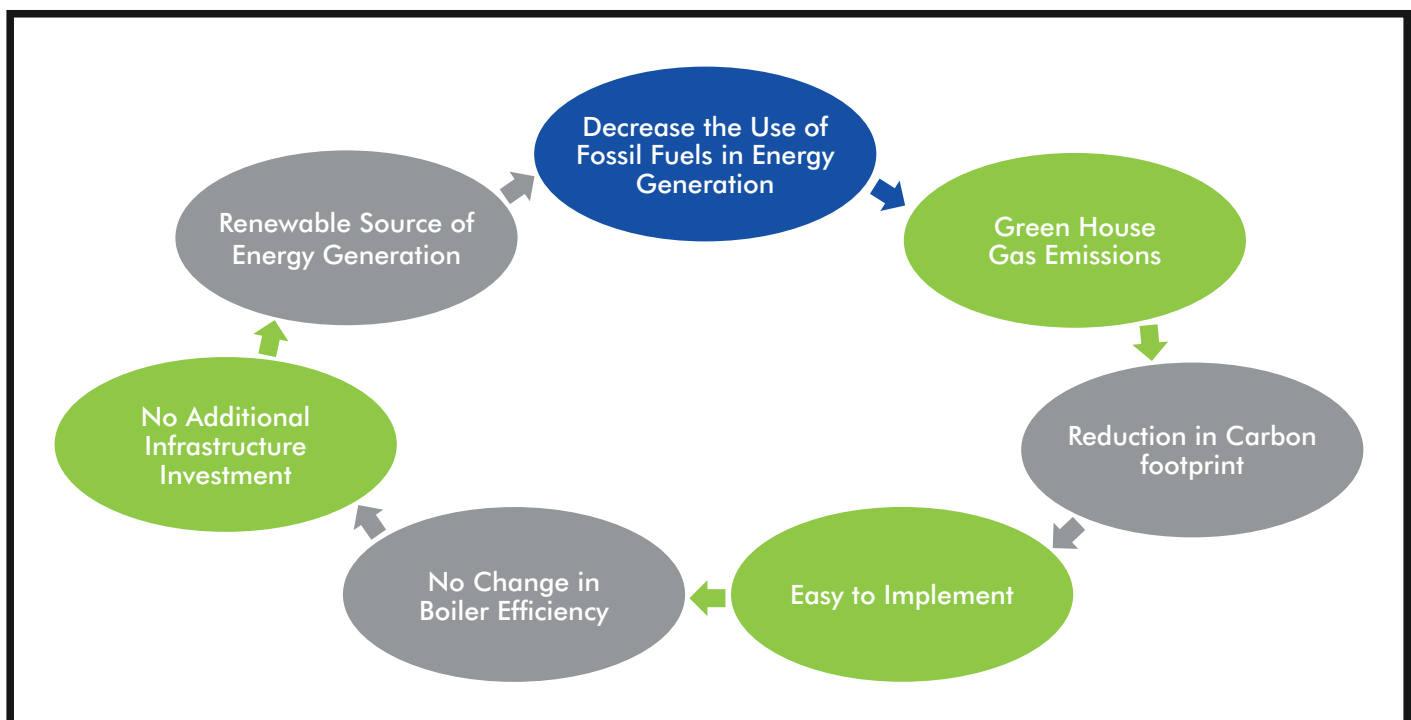 Decrease the Use of
Fossil Fuels in Energy
Generation
Green House
Gas Emissions
Reduction in Carbon
footprint
Easy to Implement
No Change in
Boiler Efficiency
No Additional
Infrastructure
Investment
Renewable Source of
Energy Generation